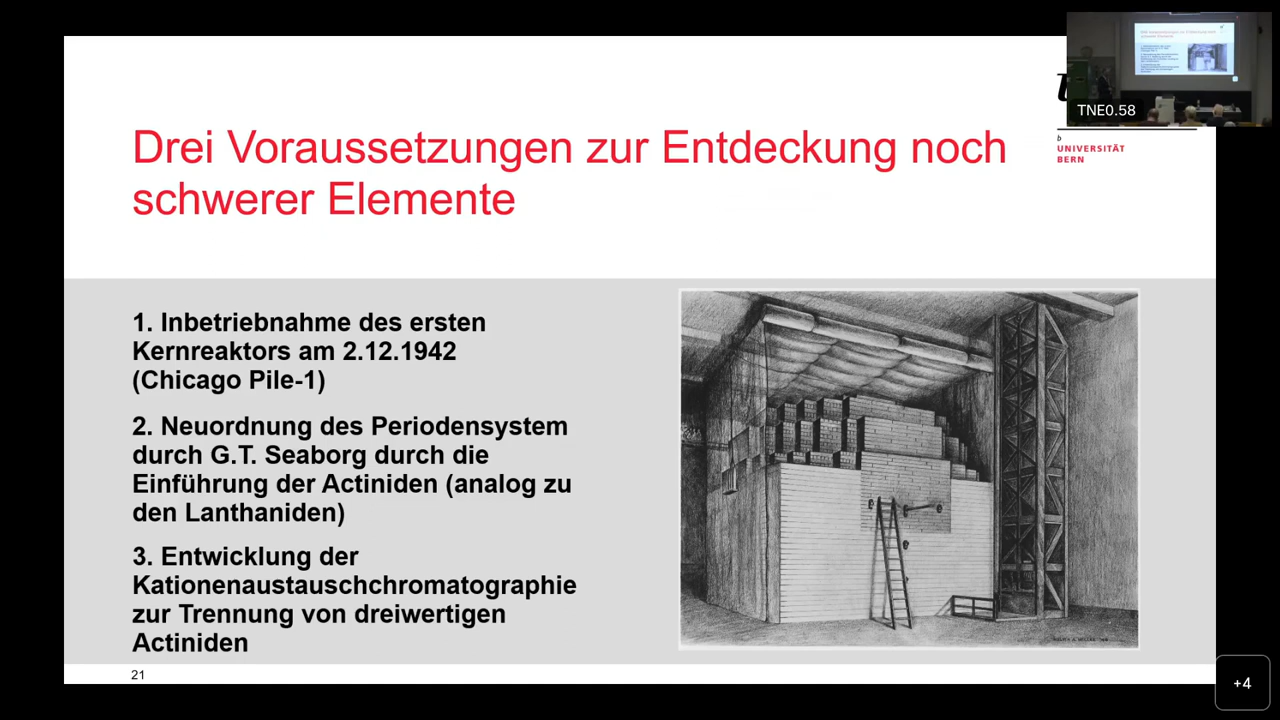 Drei Voraussetzungen zur Entdeckung noch
schwerer Elemente
TNE0.58
b
UNIVERSITÄT
BERN
1. Inbetriebnahme des ersten
Kernreaktors am 2.12.1942
(Chicago Pile-1)
2. Neuordnung des Periodensystem
durch G.T. Seaborg durch die
Einführung der Actiniden (analog zu
den Lanthaniden)
3. Entwicklung der
Kationenaustauschchromatographie
zur Trennung von dreiwertigen
Actiniden
21
+4